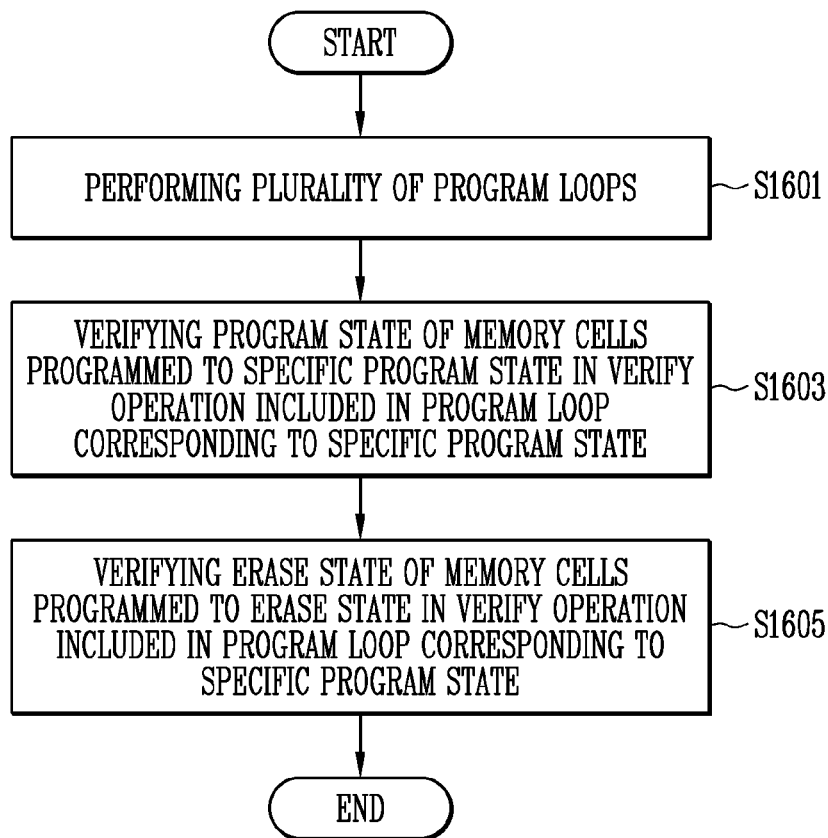 START
PERFORMING PLURALITY OF PROGRAM LOOPS
S1601
VERIFYING PROGRAM STATE OF MEMORY CELLS
PROGRAMMED TO SPECIFIC PROGRAM STATE IN VERIFY
OPERATION INCLUDED IN PROGRAM LOOP
CORRESPONDING TO SPECIFIC PROGRAM STATE
S1603
VERIFYING ERASE STATE OF MEMORY CELLS
PROGRAMMED TO ERASE STATE IN VERIFY OPERATION
INCLUDED IN PROGRAM LOOP CORRESPONDING TO
SPECIFIC PROGRAM STATE
S1605
END